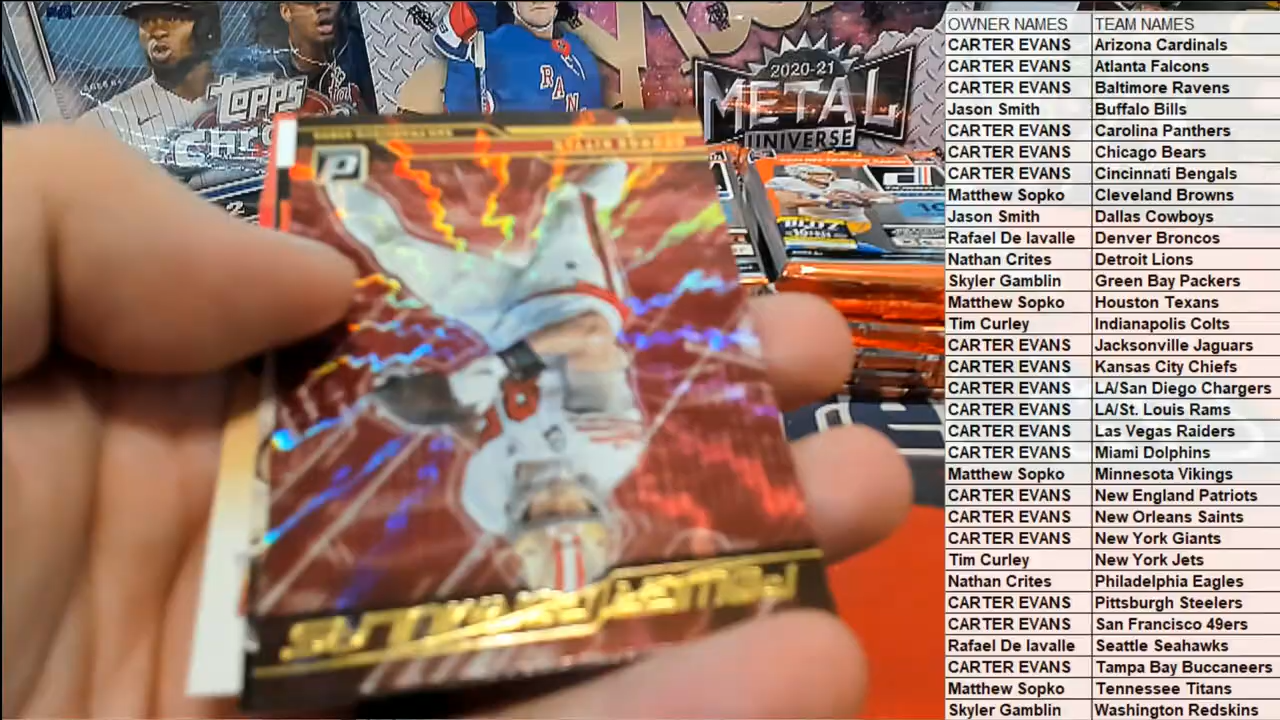 topps
CHR
RAN
2020-21
METAL
UNIVERSE
BLITZ
P
POWER FORMULAS
OWNER NAMES TEAM NAMES
CARTER EVANS Arizona Cardinals
CARTER EVANS Atlanta Falcons
CARTER EVANS Baltimore Ravens
Jason Smith Buffalo Bills
CARTER EVANS Carolina Panthers
CARTER EVANS Chicago Bears
CARTER EVANS Cincinnati Bengals
Matthew Sopko Cleveland Browns
Jason Smith Dallas Cowboys
Rafael De lavalle Denver Broncos
Nathan Crites Detroit Lions
Skyler Gamblin Green Bay Packers
Matthew Sopko Houston Texans
Tim Curley Indianapolis Colts
CARTER EVANS Jacksonville Jaguars
CARTER EVANS Kansas City Chiefs
CARTER EVANS LA/San Diego Chargers
CARTER EVANS LA/St. Louis Rams
CARTER EVANS Las Vegas Raiders
CARTER EVANS Miami Dolphins
Matthew Sopko Minnesota Vikings
CARTER EVANS New England Patriots
CARTER EVANS New Orleans Saints
CARTER EVANS New York Giants
Tim Curley New York Jets
Nathan Crites Philadelphia Eagles
CARTER EVANS Pittsburgh Steelers
CARTER EVANS San Francisco 49ers
Rafael De lavalle Seattle Seahawks
CARTER EVANS Tampa Bay Buccaneers
Matthew Sopko Tennessee Titans
Skyler Gamblin Washington Redskins